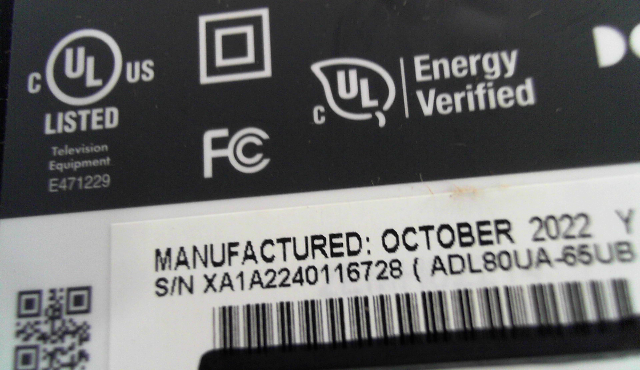 C UL US
LISTED
Television
Equipment
E471229
FC
C UL Energy
Verified
MANUFACTURED: OCTOBER 2022 Y
S/N XA1A2240116728 ( ADL80UA-65UB